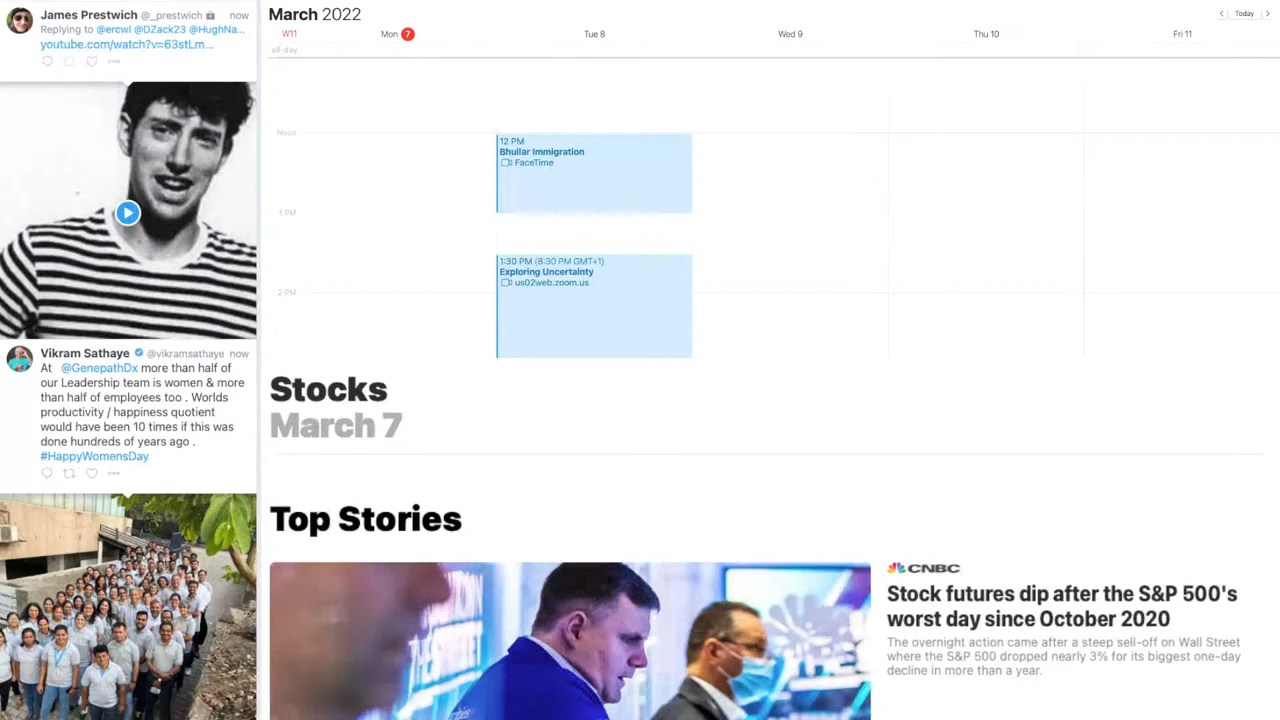 James Prestwich @_prestwich now
Replying to @ercwl @DZack23 @HughNa...
youtube.com/watch?v=63stLm...
Vikram Sathaye @vikramsathaye now
At @GenepathDx more than half of
our Leadership team is women & more
than half of employees too . Worlds
productivity / happiness quotient
would have been 10 times if this was
done hundreds of years ago .
#HappyWomensDay
March 2022
Today
W11
Mon 7
Tue 8
Wed 9
Thu 10
Fri 11
all-day
Noon
12 PM
Bhullar Immigration
FaceTime
1 PM
1:30 PM (8:30 PM GMT+1)
Exploring Uncertainty
us02web.zoom.us
2 PM
Stocks
March 7
Top Stories
CNBC
Stock futures dip after the S&P 500's
worst day since October 2020
The overnight action came after a steep sell-off on Wall Street
where the S&P 500 dropped nearly 3% for its biggest one-day
decline in more than a year.